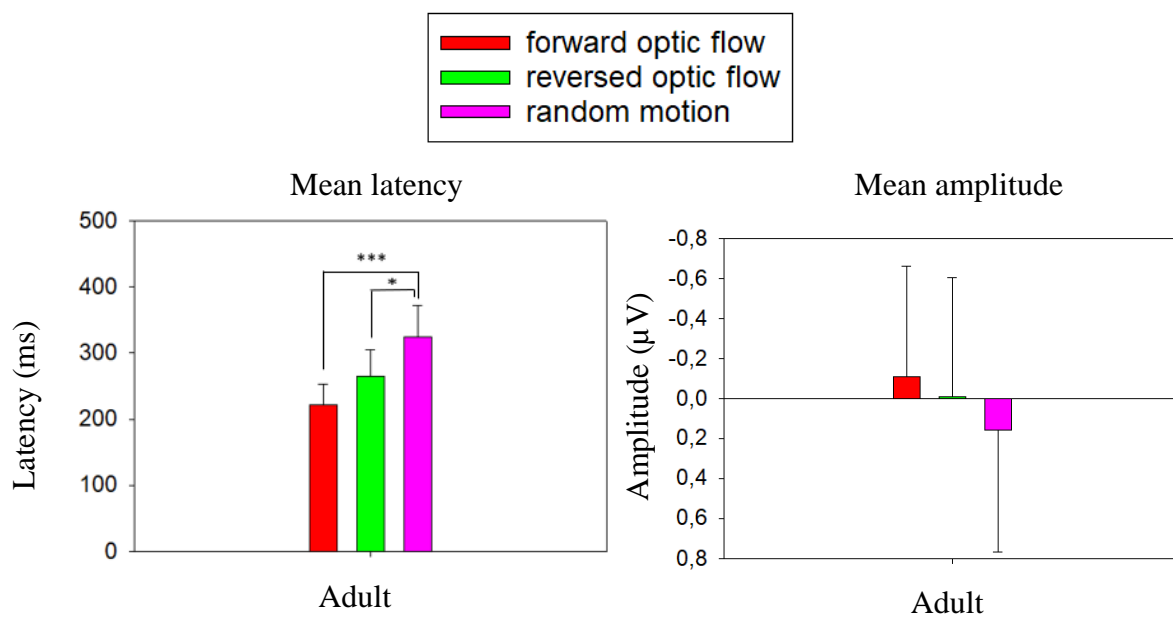 forward optic flow
reversed optic flow
random motion
Mean latency
500
400
300
200
100
0
Latency (ms)
***
*
Adult
Mean amplitude
-0,8
-0,6
-0,4
-0,2
0,0
0,2
0,4
0,6
0,8
Amplitude (µV)
Adult